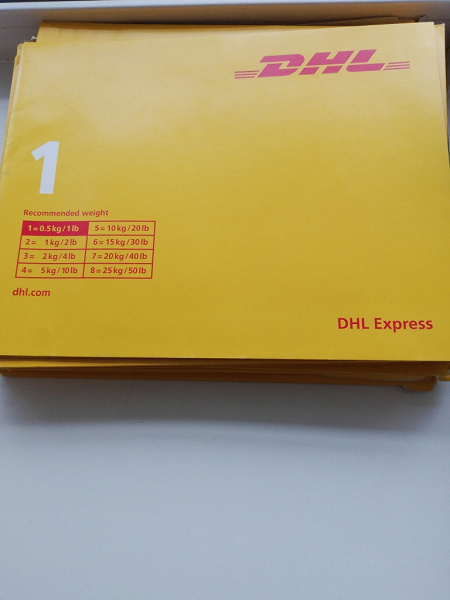 DHL
1
Recommended weight
1 = 0.5 kg / 1 lb 5 = 10 kg / 20 lb
2 = 1 kg / 2 lb 6 = 15 kg / 30 lb
3 = 2 kg / 4 lb 7 = 20 kg / 40 lb
4 = 5 kg / 10 lb 8 = 25 kg / 50 lb
dhl.com
DHL Express